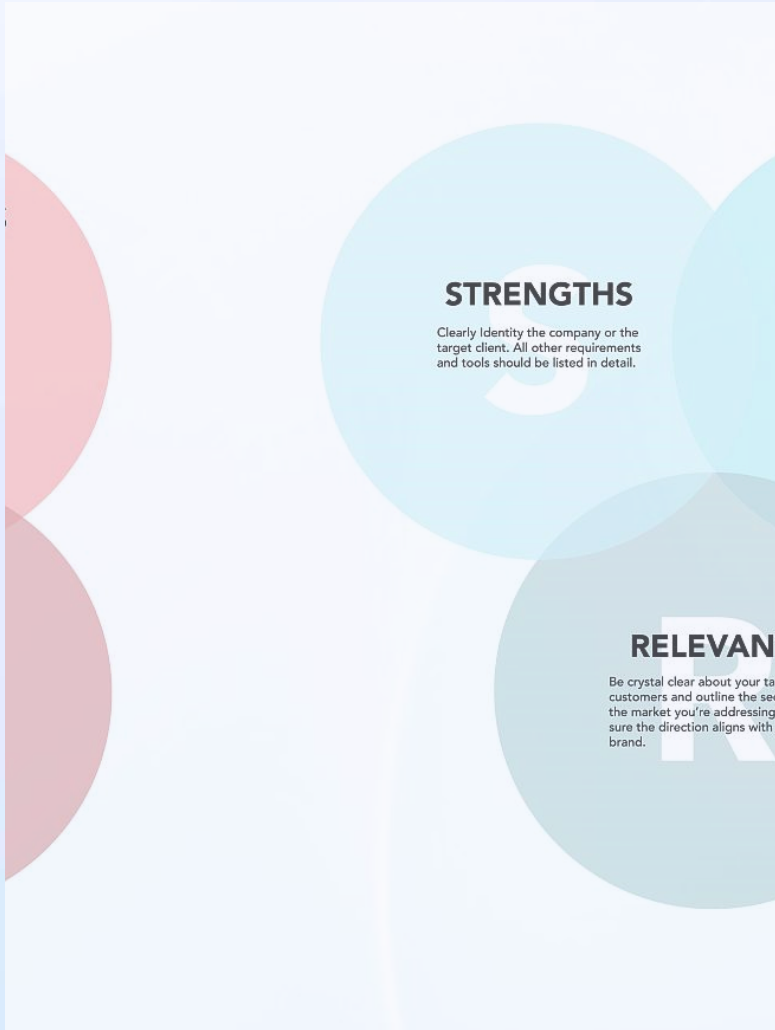 S
STRENGTHS
Clearly Identity the company or the
target client. All other requirements
and tools should be listed in detail.
R
RELEVAN
Be crystal clear about your ta
customers and outline the sec
the market you're addressing
sure the direction aligns with
brand.